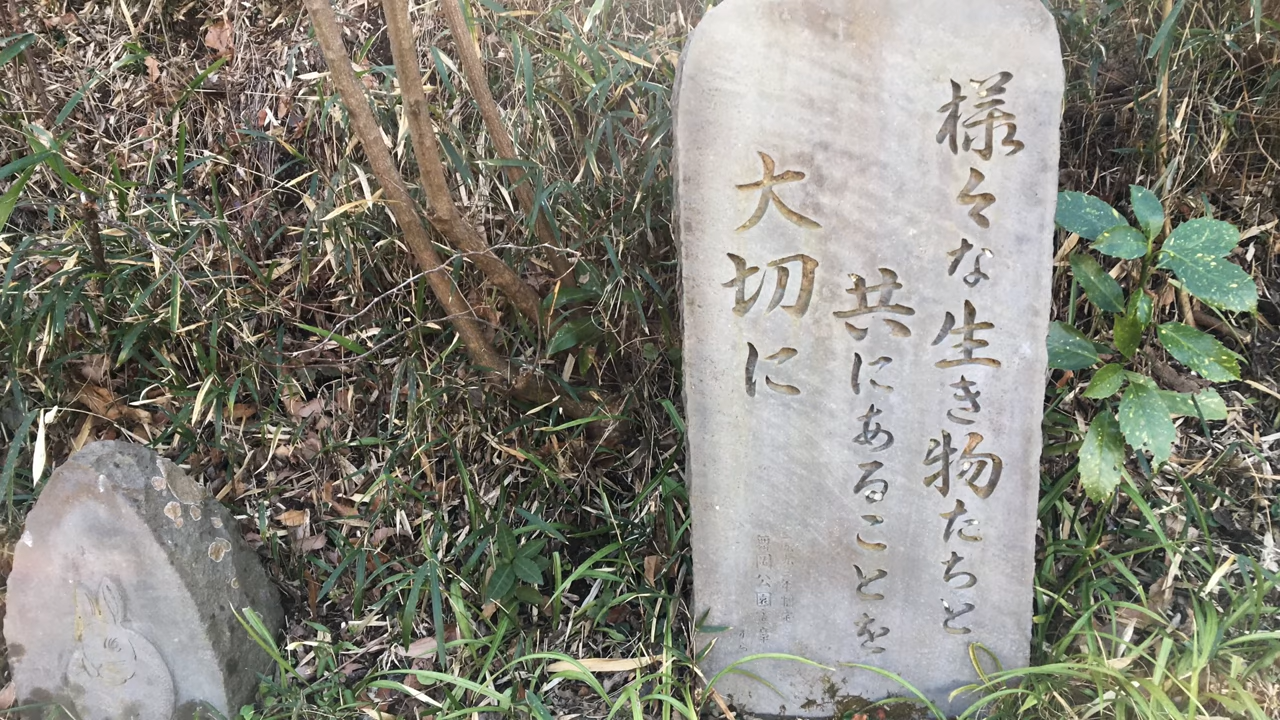 様々な生き物たちと
共にあることを
大切に